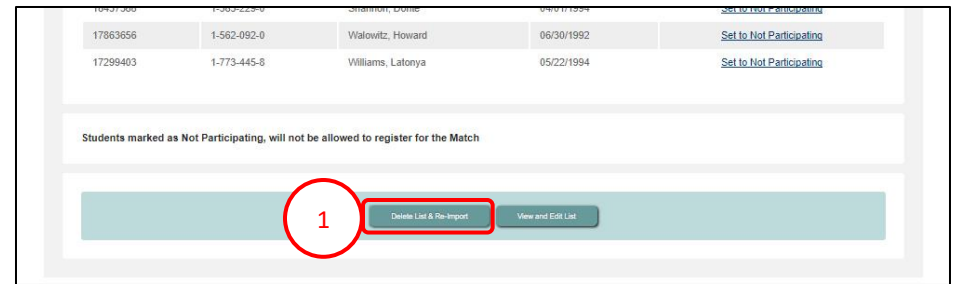 17863656 1-562-092-0 Walowitz, Howard 06/30/1992 Set to Not Participating
17299403 1-773-445-8 Williams, Latonya 05/22/1994 Set to Not Participating
Students marked as Not Participating, will not be allowed to register for the Match
1 Delete List & Re-Import View and Edit List